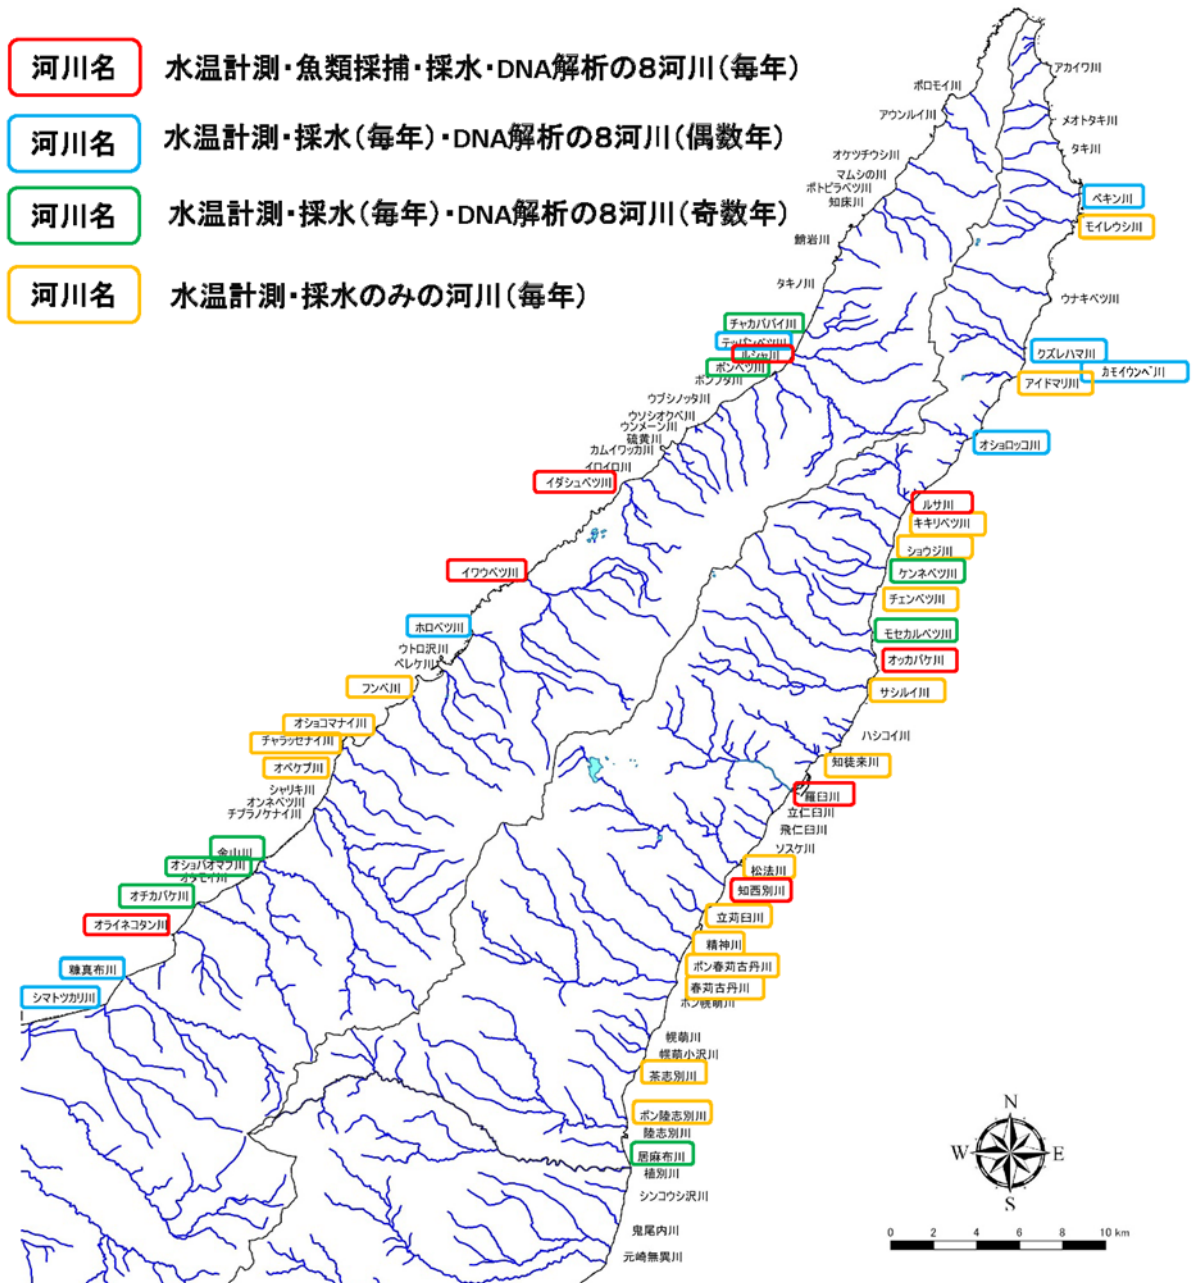 河川名 水温計測・魚類採捕・採水・DNA解析の8河川(毎年)
河川名 水温計測・採水(毎年)・DNA解析の8河川(偶数年)
河川名 水温計測・採水(毎年)・DNA解析の8河川(奇数年)
河川名 水温計測・採水のみの河川(毎年)
ポロモイ川
アウンルイ川
オケツチウシ川
マムシの川
ポトピラベツ川
知床川
鮹岩川
タキノ川
チャカババイ川
テッパンベツ川
ルシャ川
ポンベツ川
ポンプタ川
ウブシノッタ川
ウソシオクベ川
ウンメーン川
硫黄川
カムイワッカ川
イロイロ川
イダシュベツ川
イワウベツ川
ホロベツ川
ウトロ沢川
ペレケ川
フンベ川
オショコマナイ川
チャラッセナイ川
オペケプ川
シャリキ川
オンネベツ川
チプラノケナイ川
金山川
オショパオマブ川
オタモイ川
オチカバケ川
オライネコタン川
糠真布川
シマトツカリ川
アカイワ川
メオトタキ川
タキ川
ペキン川
モイレウシ川
ウナキベツ川
クズレハマ川
カモイウンベ川
アイドマリ川
オショロッコ川
ルサ川
キキリベツ川
ショウジ川
ケンネベツ川
チェンベツ川
モセカルベツ川
オッカバケ川
サシルイ川
ハシコイ川
知徒来川
羅臼川
立仁臼川
飛仁臼川
ソスケ川
松法川
知西別川
立苅臼川
精神川
ポン春苅古丹川
春苅古丹川
ポン幌萌川
幌萌川
幌萌小沢川
茶志別川
ポン陸志別川
陸志別川
居麻布川
植別川
シンコウシ沢川
鬼尾内川
元崎無異川
N
W E
S
0 2 4 6 8 10 km